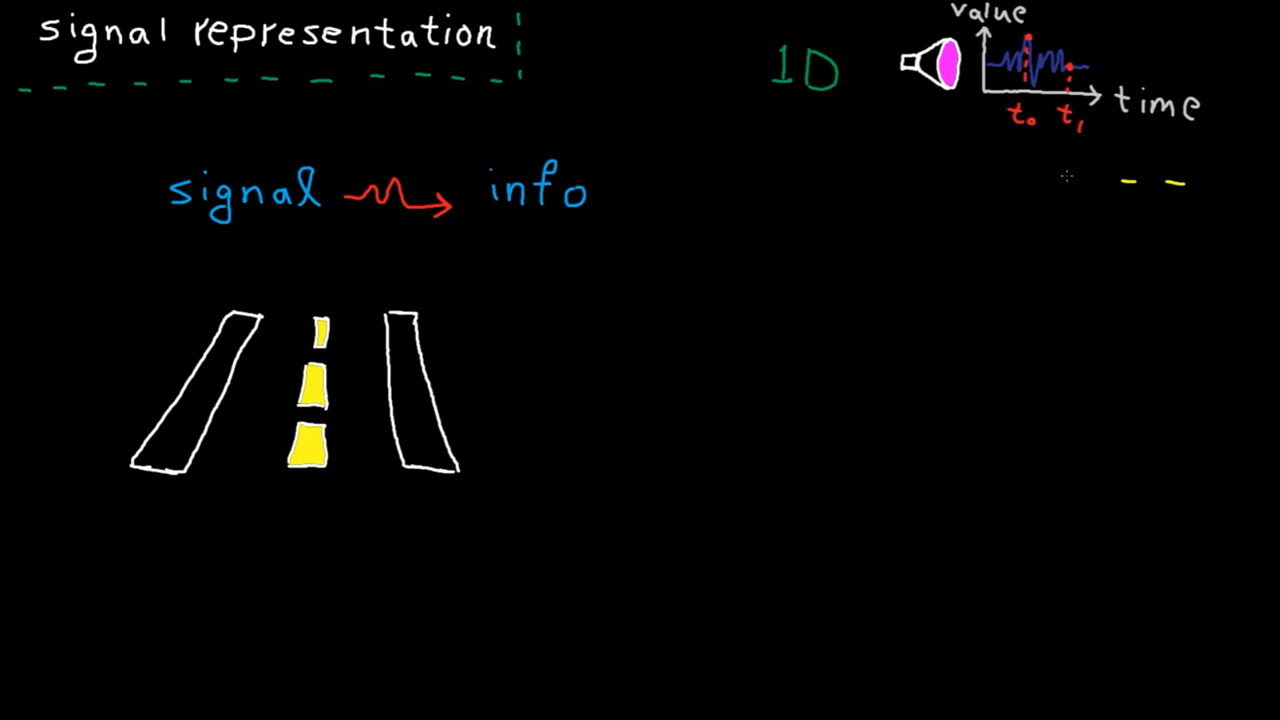 signal representation
value
1D
time
t₀ t₁
signal info